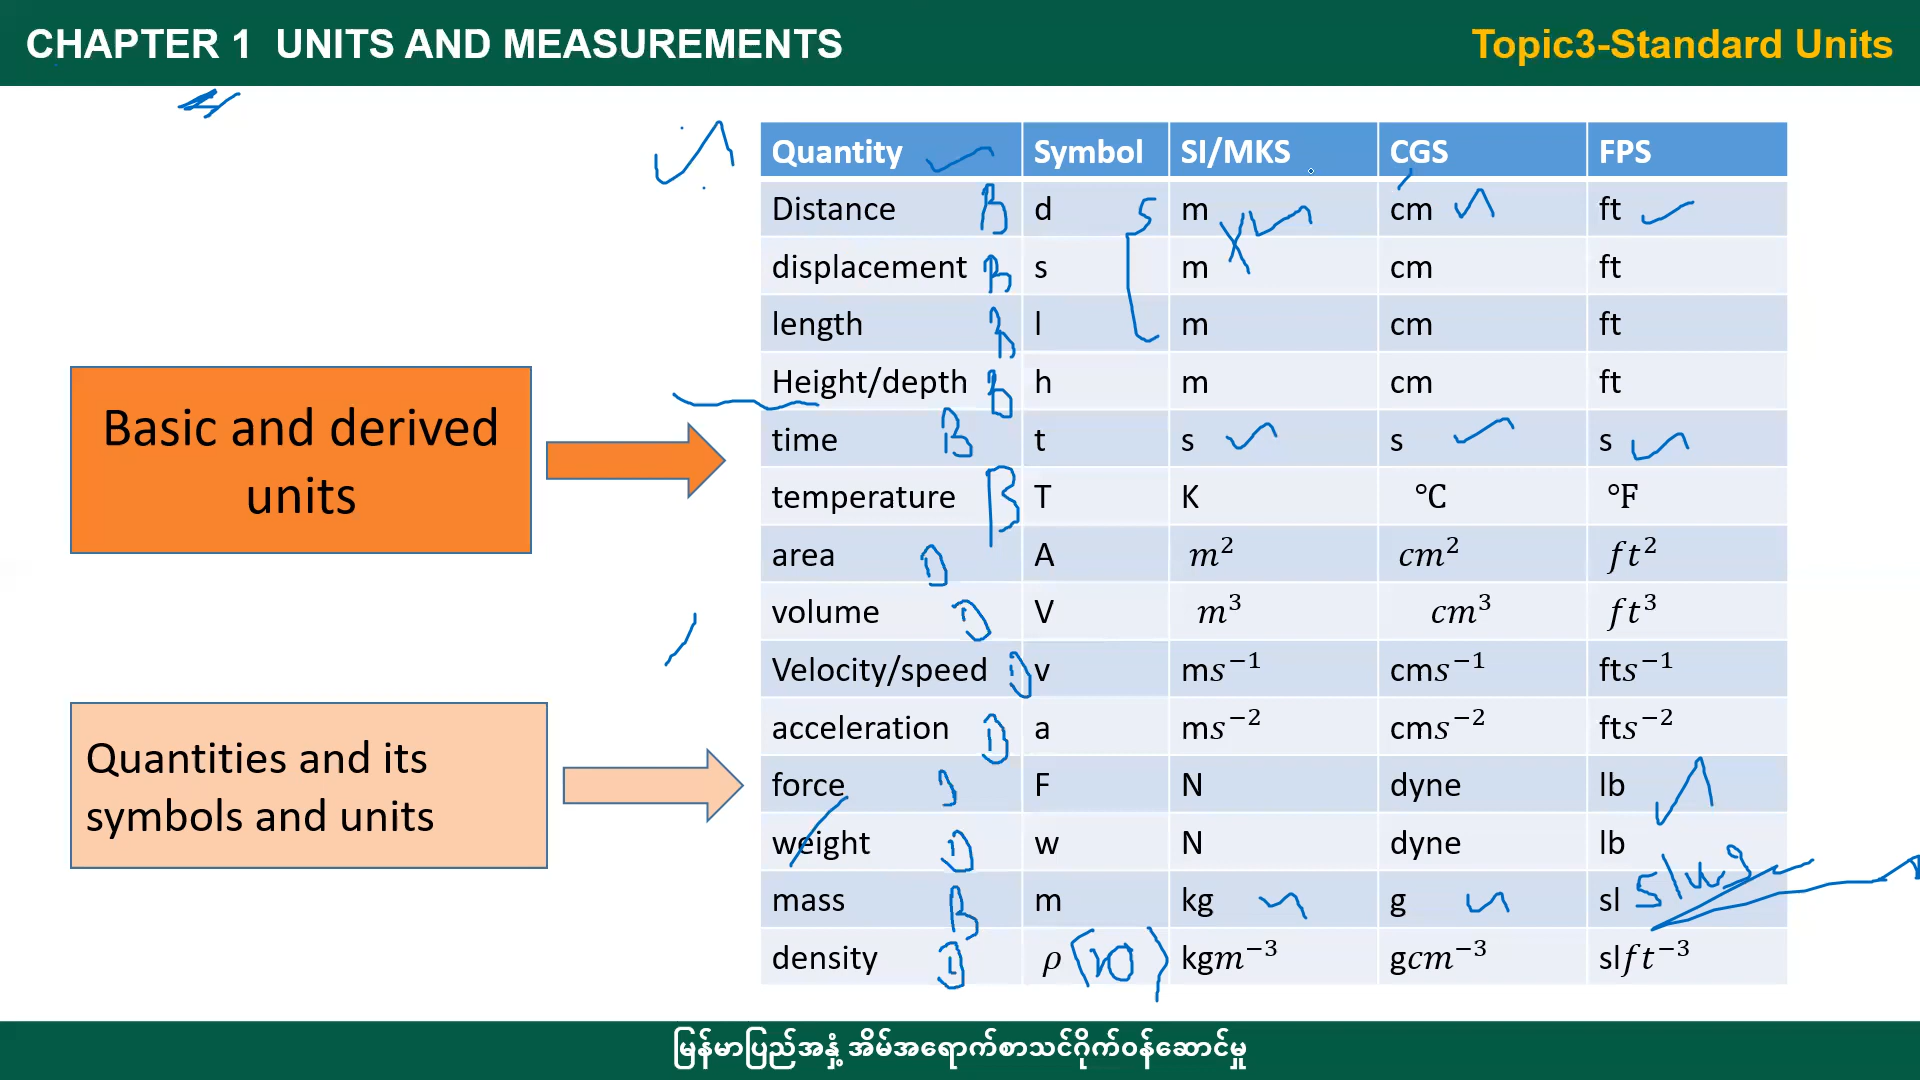 CHAPTER 1 UNITS AND MEASUREMENTS
Topic3-Standard Units
Basic and derived
units
Quantities and its
symbols and units
Quantity Symbol SI/MKS CGS FPS
Distance B d S m cm ft
displacement B s m cm ft
length B l m cm ft
Height/depth B h m cm ft
time B t s s s
temperature B T K °C °F
area D A m² cm² ft²
volume D V m³ cm³ ft³
Velocity/speed D v ms⁻¹ cms⁻¹ fts⁻¹
acceleration D a ms⁻² cms⁻² fts⁻²
force D F N dyne lb
weight D w N dyne lb
mass B m kg g sl slug
density D ρ (ro) kgm⁻³ gcm⁻³ slft⁻³
မြန်မာပြည်အနှံ့ အိမ်အရောက်စာသင်ဂိုက်ဝန်ဆောင်မှု